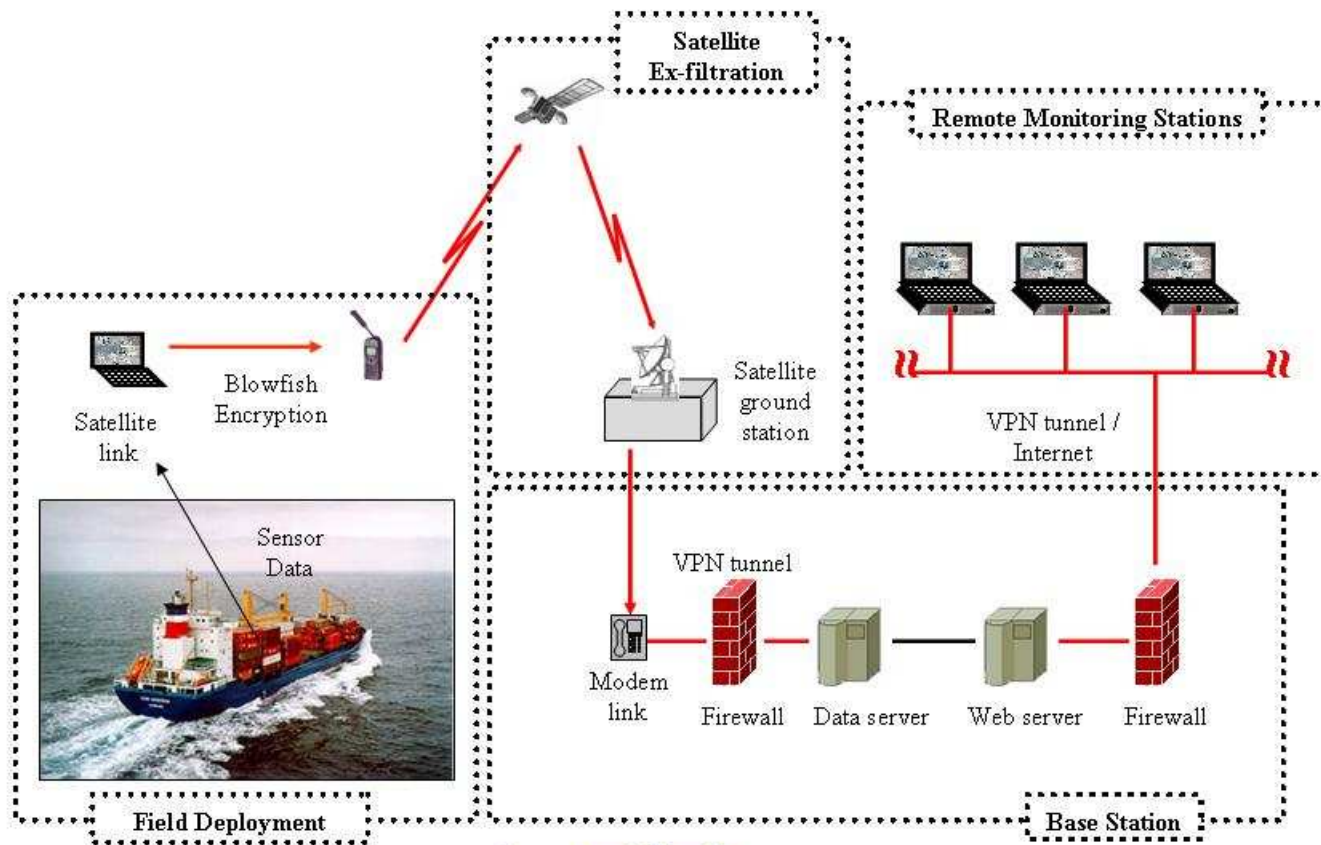 Satellite
Ex-filtration
Remote Monitoring Stations
Blowfish
Encryption
Satellite
link
Satellite
ground
station
VPN tunnel /
Internet
Sensor
Data
VPN tunnel
Modem
link
Firewall
Data server
Web server
Firewall
Field Deployment
Base Station